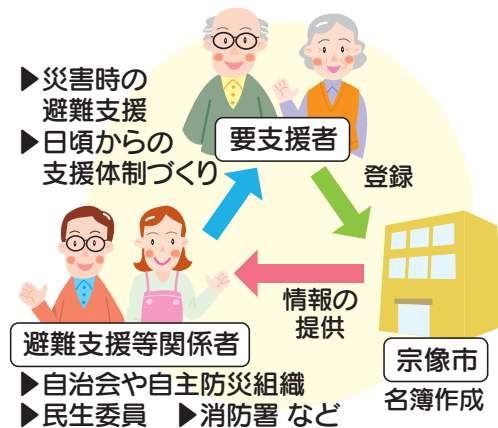 ▶災害時の
避難支援
▶日頃からの
支援体制づくり
要支援者
登録
情報の
提供
避難支援等関係者
▶自治会や自主防災組織
▶民生委員 ▶消防署 など
宗像市
名簿作成